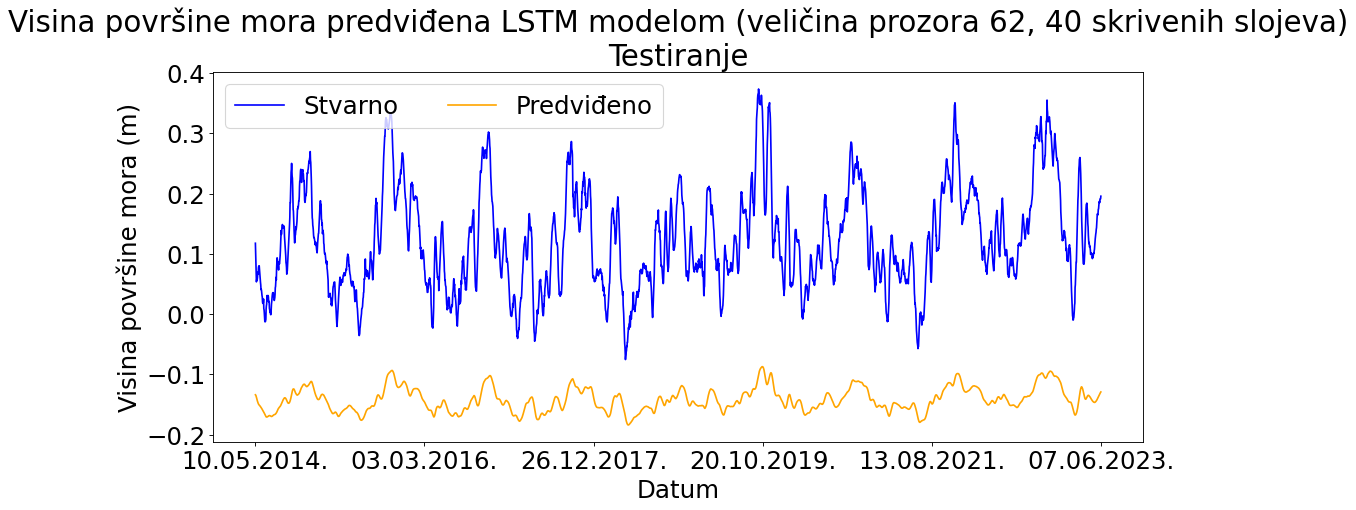 Visina površine mora predviđena LSTM modelom (veličina prozora 62, 40 skrivenih slojeva)
Testiranje
Stvarno Predviđeno
Visina površine mora (m)
0.4
0.3
0.2
0.1
0.0
−0.1
−0.2
10.05.2014. 03.03.2016. 26.12.2017. 20.10.2019. 13.08.2021. 07.06.2023.
Datum